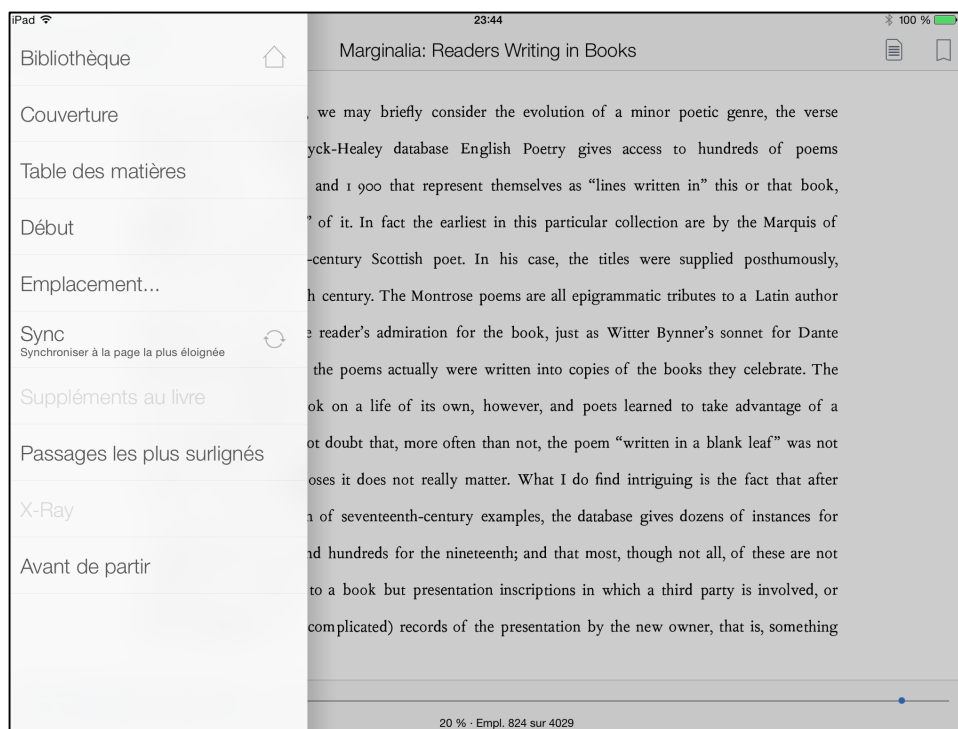 iPad 23:44 100 %
Marginalia: Readers Writing in Books
Bibliothèque
Couverture
Table des matières
Début
Emplacement...
Sync
Synchroniser à la page la plus éloignée
Suppléments au livre
Passages les plus surlignés
X-Ray
Avant de partir
, we may briefly consider the evolution of a minor poetic genre, the verse
yck-Healey database English Poetry gives access to hundreds of poems
and 1 900 that represent themselves as “lines written in” this or that book,
” of it. In fact the earliest in this particular collection are by the Marquis of
-century Scottish poet. In his case, the titles were supplied posthumously,
h century. The Montrose poems are all epigrammatic tributes to a Latin author
e reader’s admiration for the book, just as Witter Bynner’s sonnet for Dante
the poems actually were written into copies of the books they celebrate. The
ok on a life of its own, however, and poets learned to take advantage of a
ot doubt that, more often than not, the poem “written in a blank leaf” was not
oses it does not really matter. What I do find intriguing is the fact that after
n of seventeenth-century examples, the database gives dozens of instances for
nd hundreds for the nineteenth; and that most, though not all, of these are not
to a book but presentation inscriptions in which a third party is involved, or
complicated) records of the presentation by the new owner, that is, something
20 % · Empl. 824 sur 4029